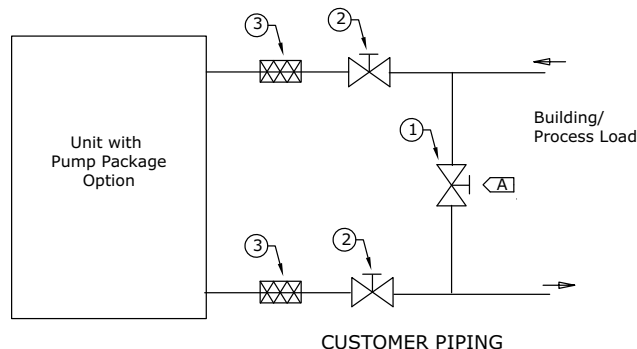 3
2
Unit with
Pump Package
Option
1
Building/
Process Load
A
3
2
CUSTOMER PIPING